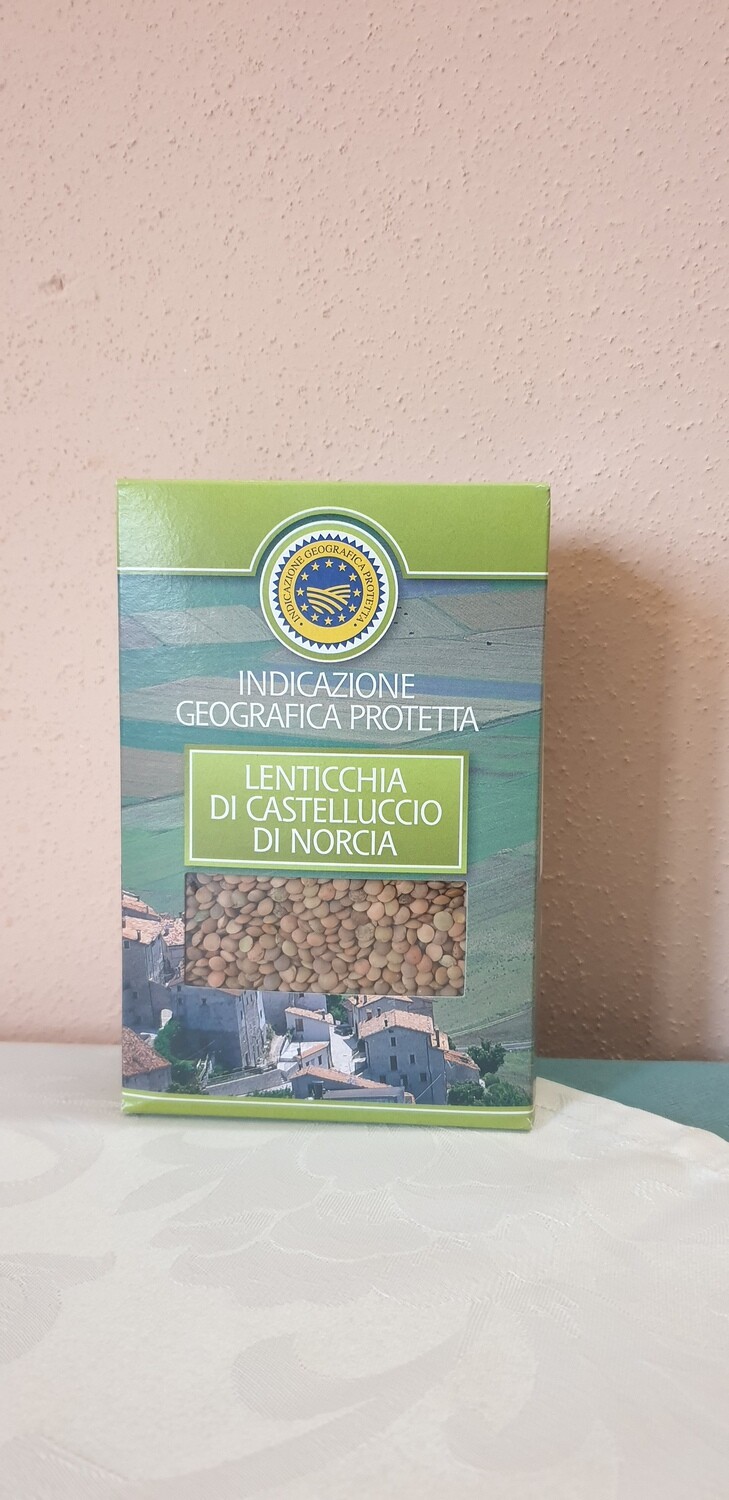 INDICAZIONE GEOGRAFICA PROTETTA
INDICAZIONE
GEOGRAFICA PROTETTA
LENTICCHIA
DI CASTELLUCCIO
DI NORCIA